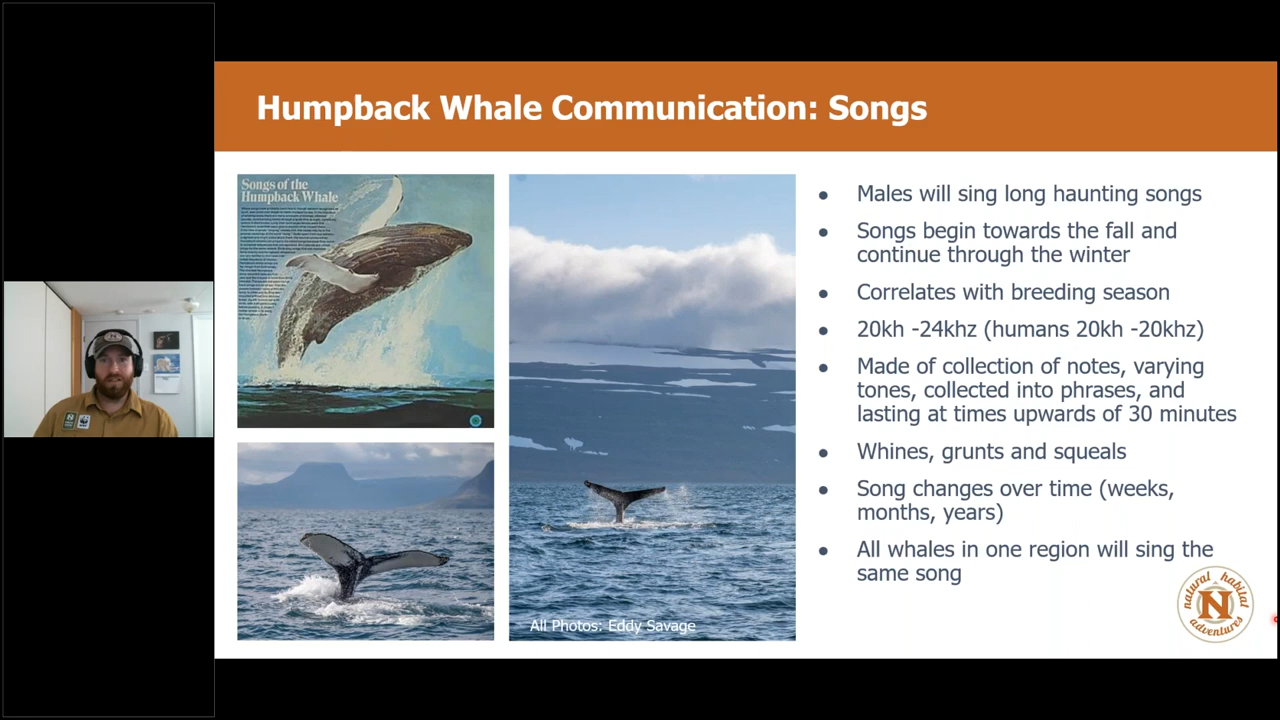 Humpback Whale Communication: Songs
Songs of the
Humpback Whale
All Photos: Eddy Savage
● Males will sing long haunting songs
● Songs begin towards the fall and
continue through the winter
● Correlates with breeding season
● 20kh -24khz (humans 20kh -20khz)
● Made of collection of notes, varying
tones, collected into phrases, and
lasting at times upwards of 30 minutes
● Whines, grunts and squeals
● Song changes over time (weeks,
months, years)
● All whales in one region will sing the
same song
natural habitat
N
adventures